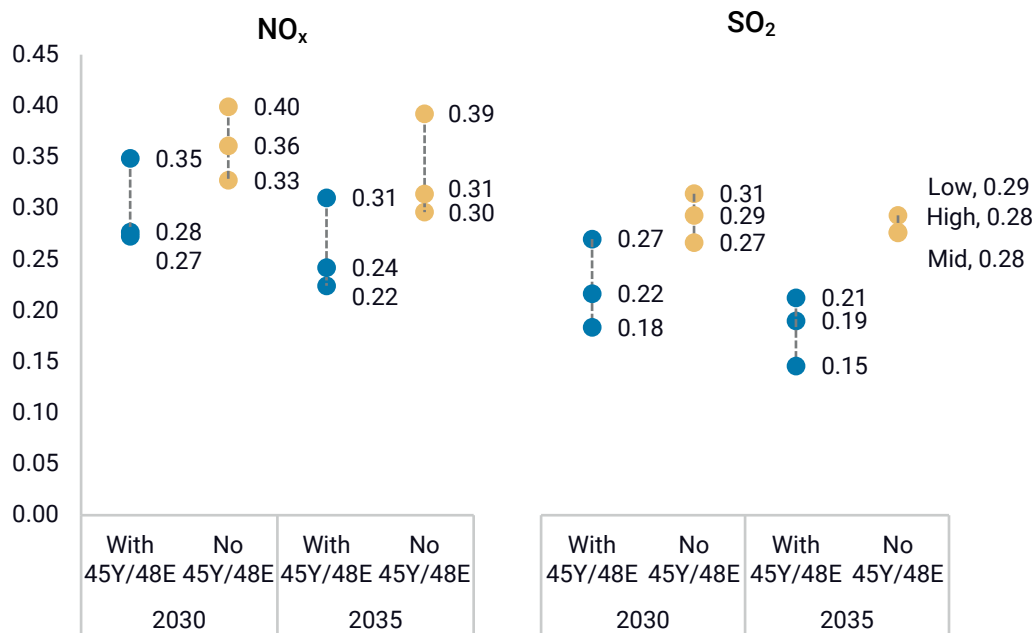 NOx
SO2
0.45
0.40
0.35
0.30
0.25
0.20
0.15
0.10
0.05
0.00
0.35
0.28
0.27
0.40
0.36
0.33
0.31
0.24
0.22
0.39
0.31
0.30
0.27
0.22
0.18
0.31
0.29
0.27
0.21
0.19
0.15
Low, 0.29
High, 0.28
Mid, 0.28
With
45Y/48E
No
45Y/48E
With
45Y/48E
No
45Y/48E
2030
2035
With
45Y/48E
No
45Y/48E
With
45Y/48E
No
45Y/48E
2030
2035